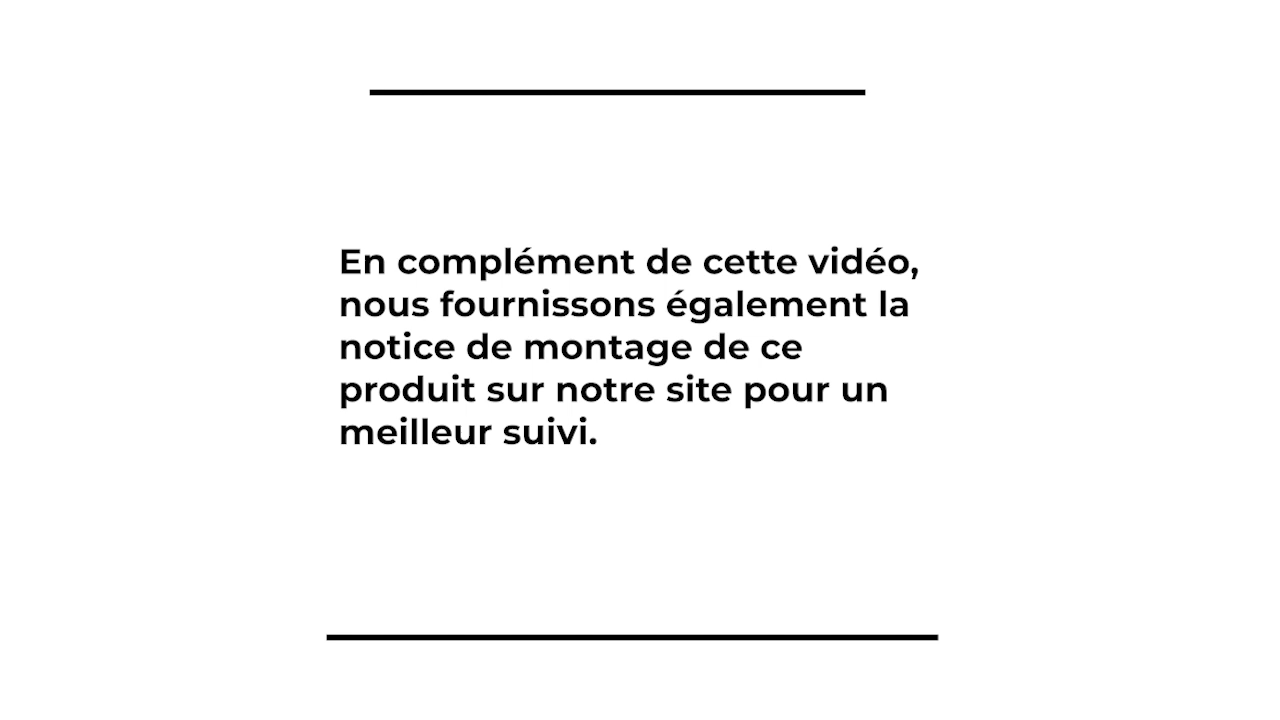 En complément de cette vidéo,
nous fournissons également la
notice de montage de ce
produit sur notre site pour un
meilleur suivi.